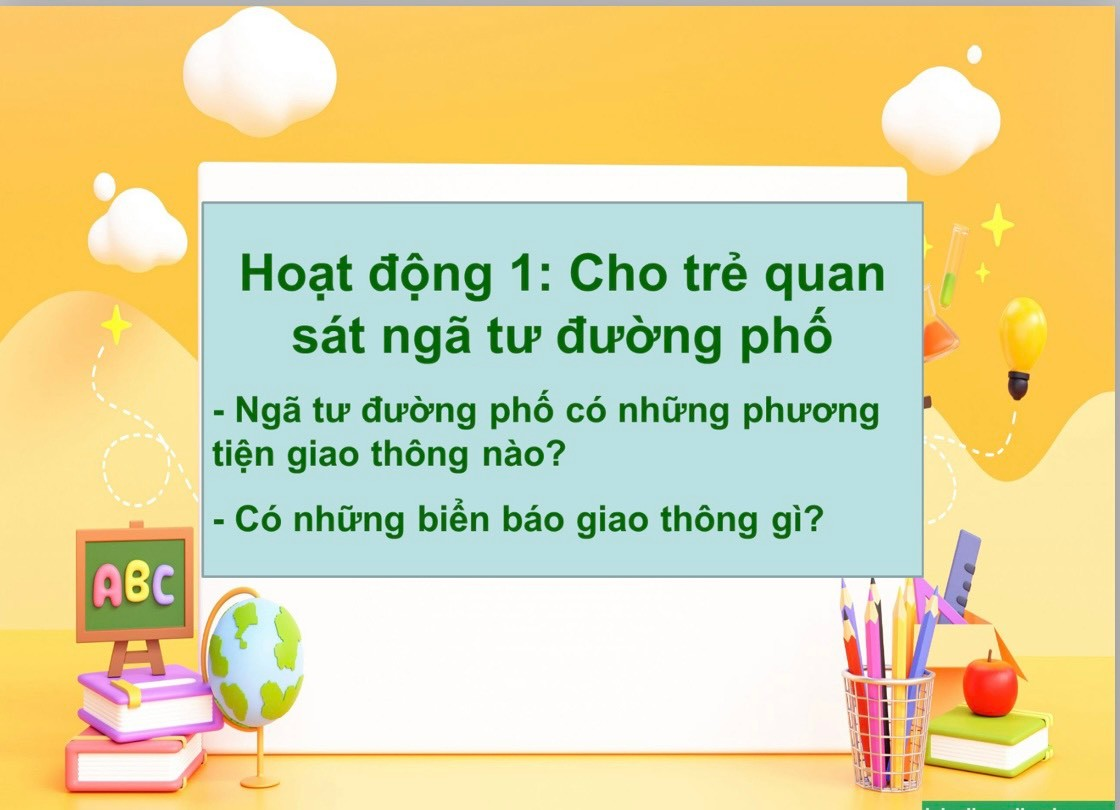 Hoạt động 1: Cho trẻ quan
sát ngã tư đường phố
- Ngã tư đường phố có những phương
tiện giao thông nào?
- Có những biển báo giao thông gì?
ABC